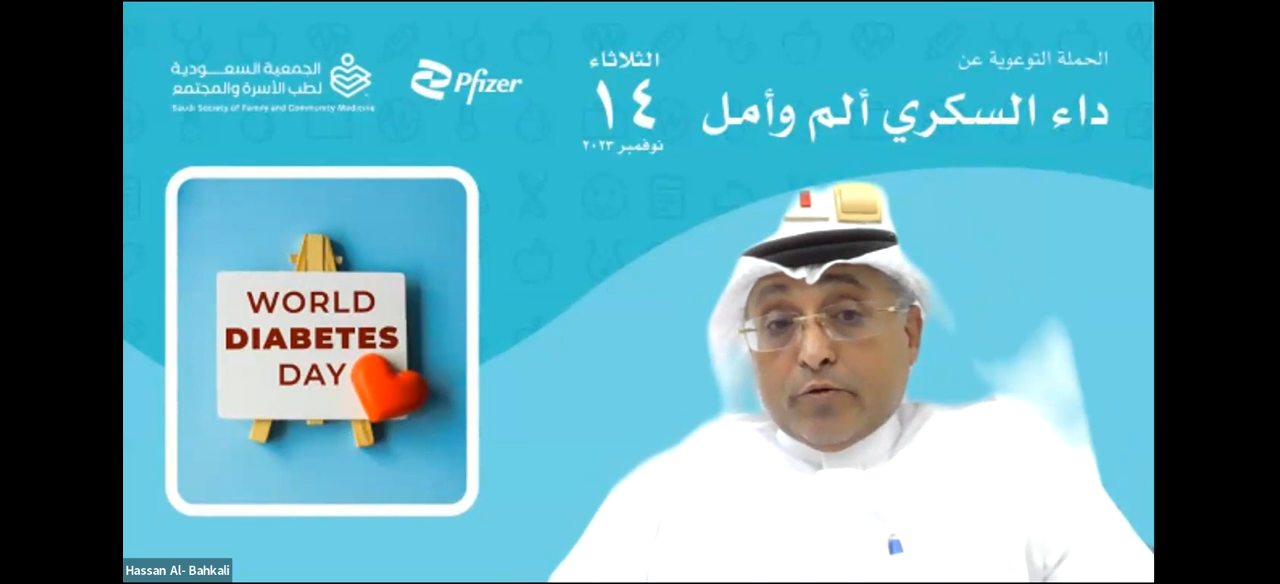 الحملة التوعوية عن
داء السكري ألم وأمل
الثلاثاء
١٤
نوفمبر ٢٠٢٣
Pfizer
الجمعية السعودية
لطب الأسرة والمجتمع
Saudi Society of Family and Community Medicine
WORLD
DIABETES
DAY
Hassan Al- Bahkali